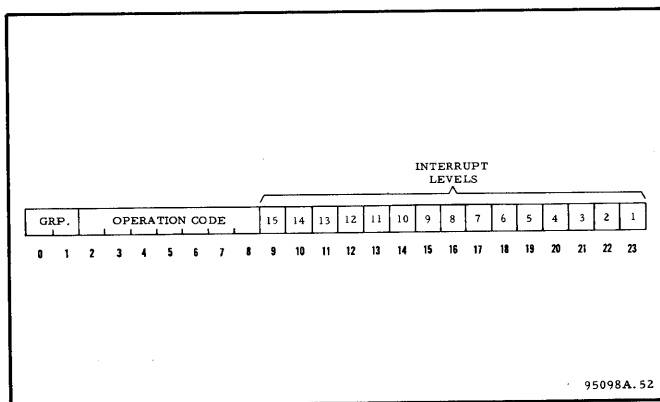 INTERRUPT
LEVELS
GRP. OPERATION CODE 15 14 13 12 11 10 9 8 7 6 5 4 3 2 1
0 1 2 3 4 5 6 7 8 9 10 11 12 13 14 15 16 17 18 19 20 21 22 23
95098A.52